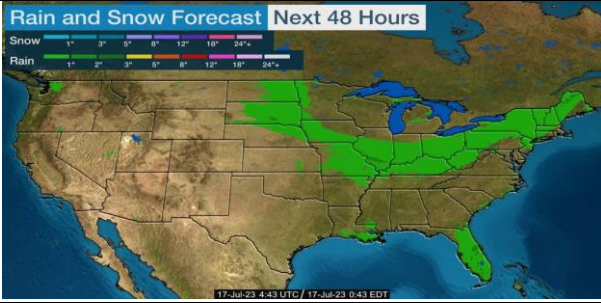 Rain and Snow Forecast Next 48 Hours
Snow 1" 3" 5" 8" 12" 18" 24"+
Rain 1" 2" 3" 5" 8" 12" 18" 24"+
17-Jul-23 4:43 UTC / 17-Jul-23 0:43 EDT